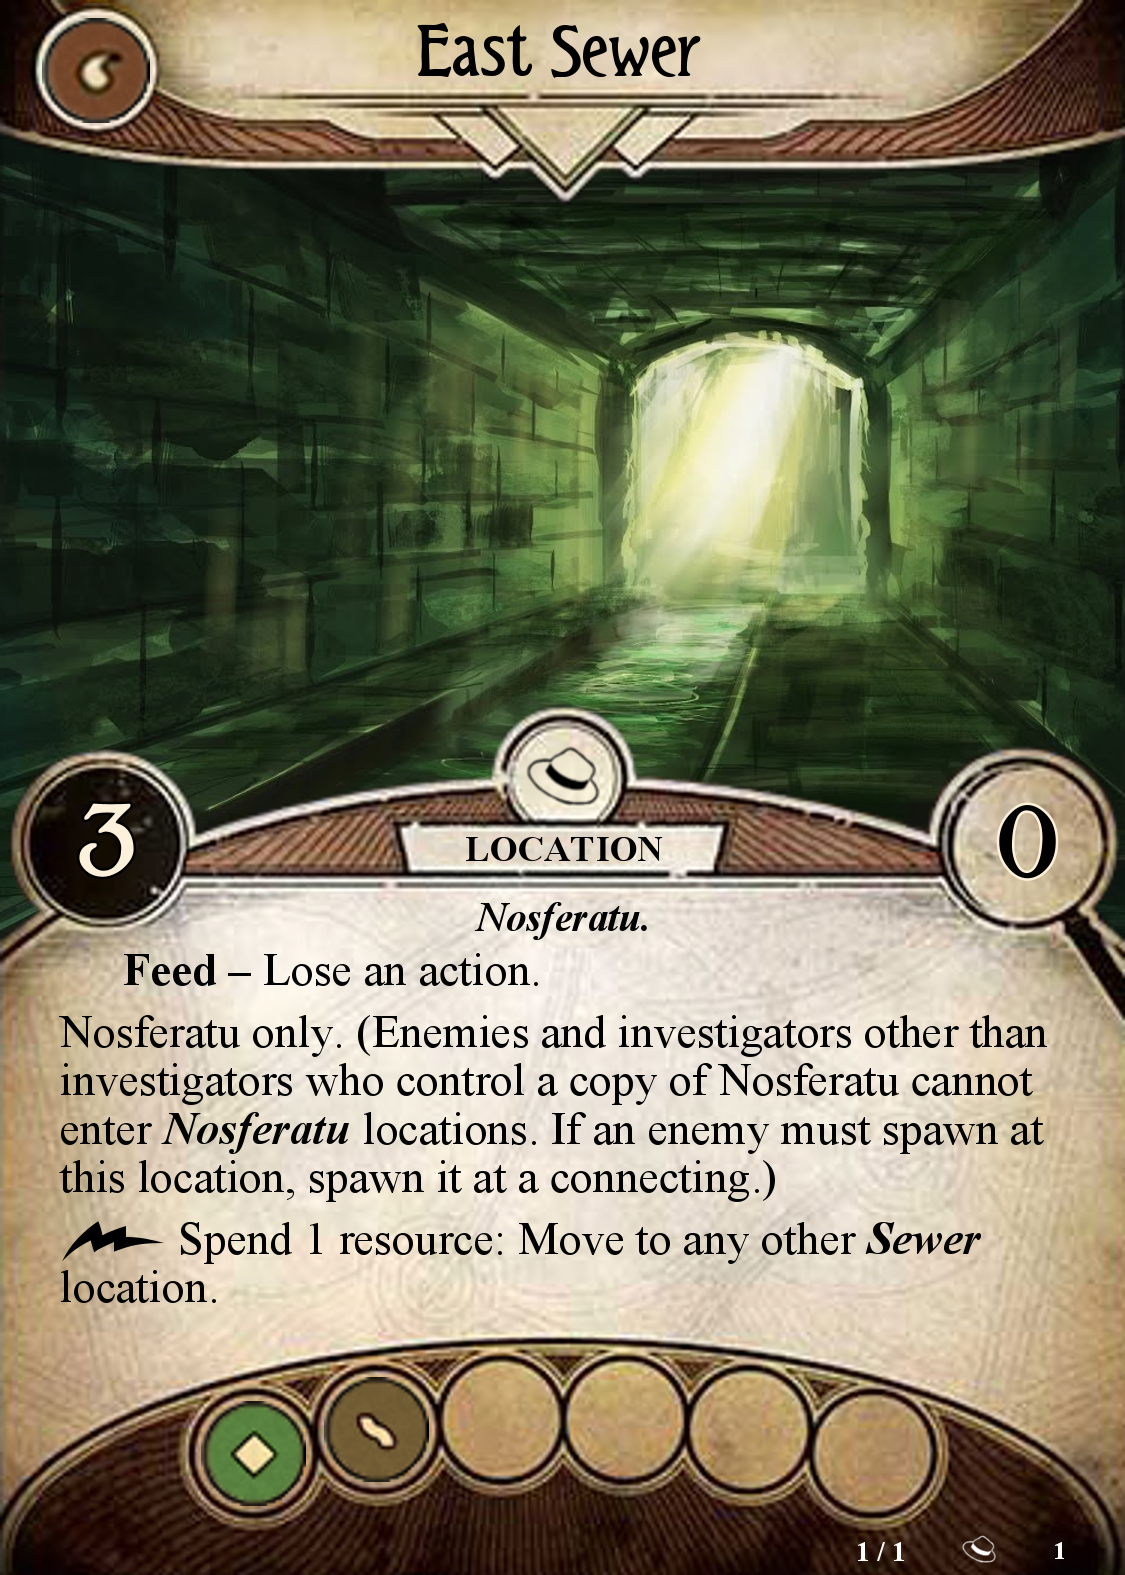 East Sewer
3
LOCATION
0
Nosferatu.
Feed – Lose an action.
Nosferatu only. (Enemies and investigators other than
investigators who control a copy of Nosferatu cannot
enter Nosferatu locations. If an enemy must spawn at
this location, spawn it at a connecting.)
Spend 1 resource: Move to any other Sewer
location.
1 / 1
1